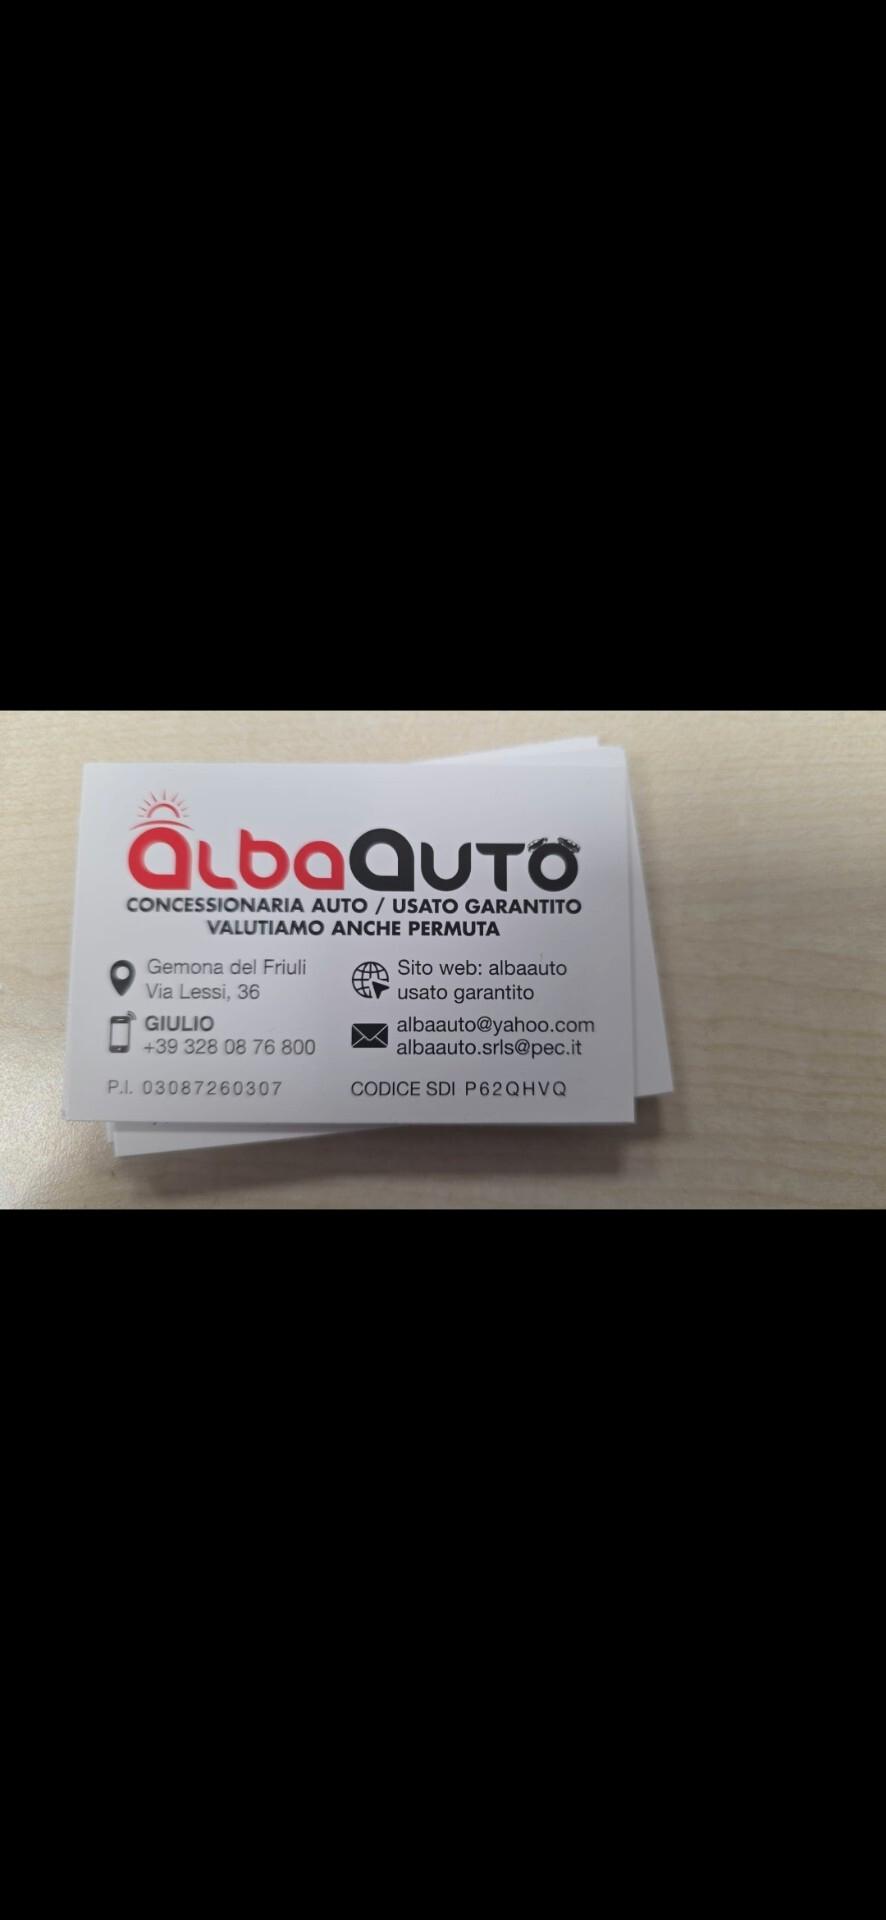 albaauto
CONCESSIONARIA AUTO / USATO GARANTITO
VALUTIAMO ANCHE PERMUTA
Gemona del Friuli
Via Lessi, 36
GIULIO
+39 328 08 76 800
P.I. 03087260307
Sito web: albaauto
usato garantito
albaauto@yahoo.com
albaauto.srls@pec.it
CODICE SDI P62QHVQ